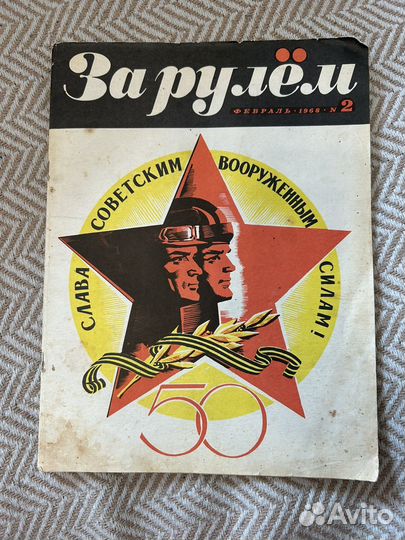 За рулём
ФЕВРАЛЬ · 1968 · № 2
СЛАВА СОВЕТСКИМ ВООРУЖЕННЫМ СИЛАМ!
50
Avito